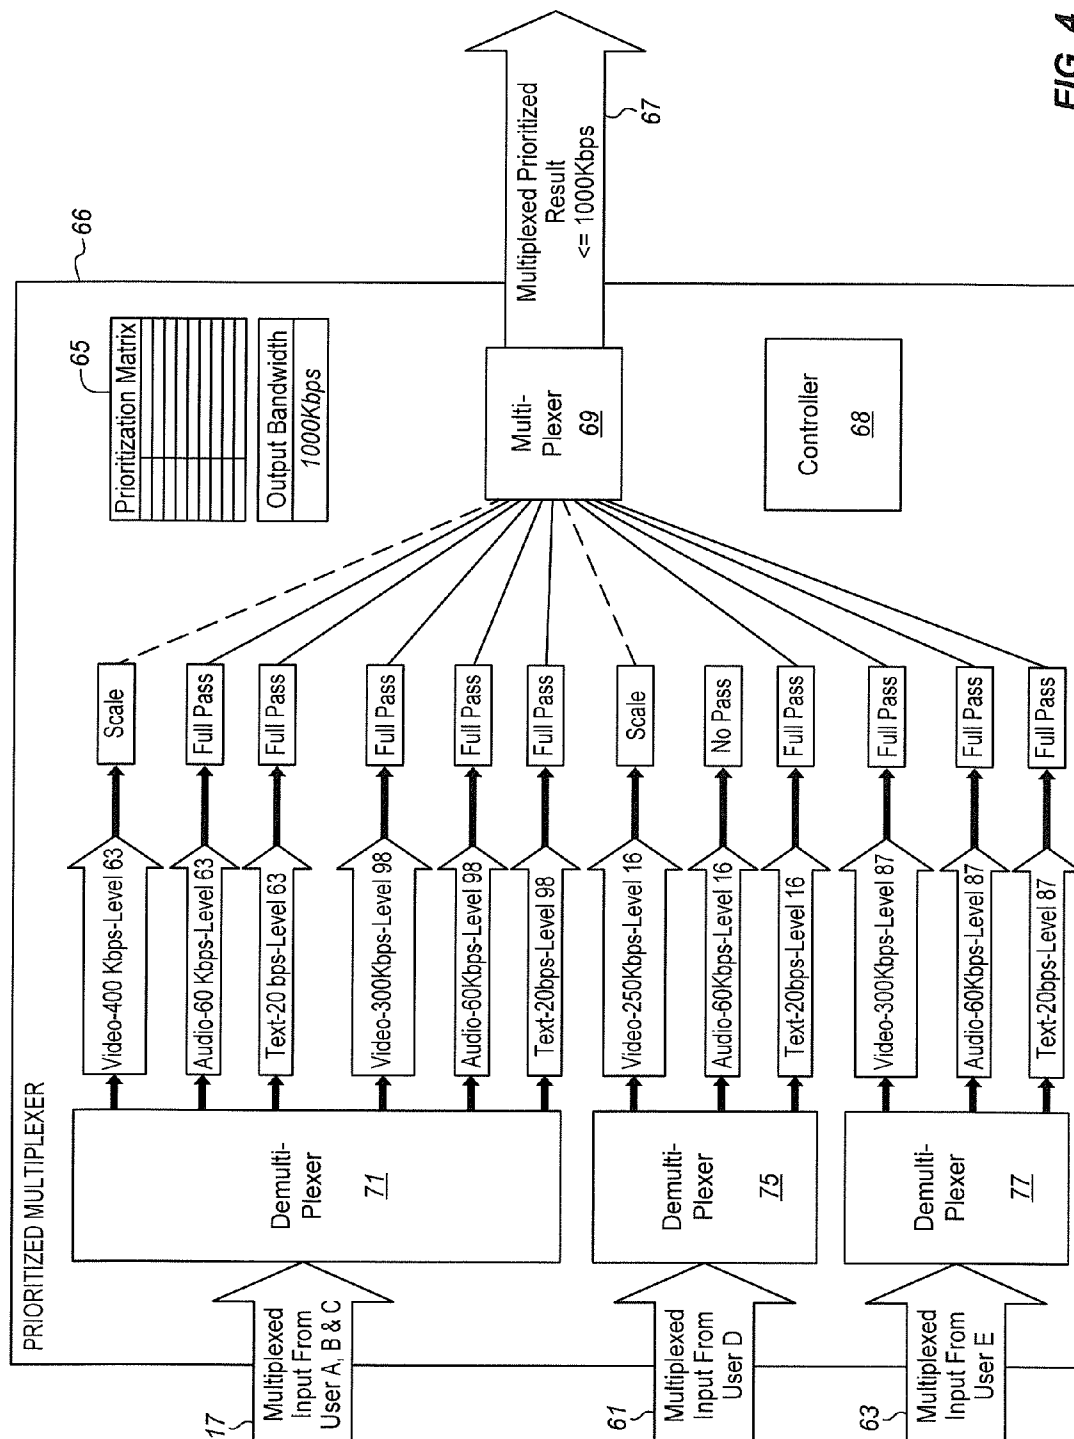 PRIORITIZED MULTIPLEXER
66
17
Multiplexed
Input From
User A, B & C
Demulti-
Plexer
71
Video-400 Kbps-Level 63
Scale
Audio-60 Kbps-Level 63
Full Pass
Text-20 bps-Level 63
Full Pass
Video-300Kbps-Level 98
Full Pass
Audio-60Kbps-Level 98
Full Pass
Text-20bps-Level 98
Full Pass
61
Multiplexed
Input From
User D
Demulti-
Plexer
75
Video-250Kbps-Level 16
Scale
Audio-60Kbps-Level 16
No Pass
Text-20bps-Level 16
Full Pass
63
Multiplexed
Input From
User E
Demulti-
Plexer
77
Video-300Kbps-Level 87
Full Pass
Audio-60Kbps-Level 87
Full Pass
Text-20bps-Level 87
Full Pass
65
Prioritization Matrix
Output Bandwidth
1000Kbps
Multi-
Plexer
69
Controller
68
Multiplexed Prioritized
Result
<= 1000Kbps
67
FIG. 4